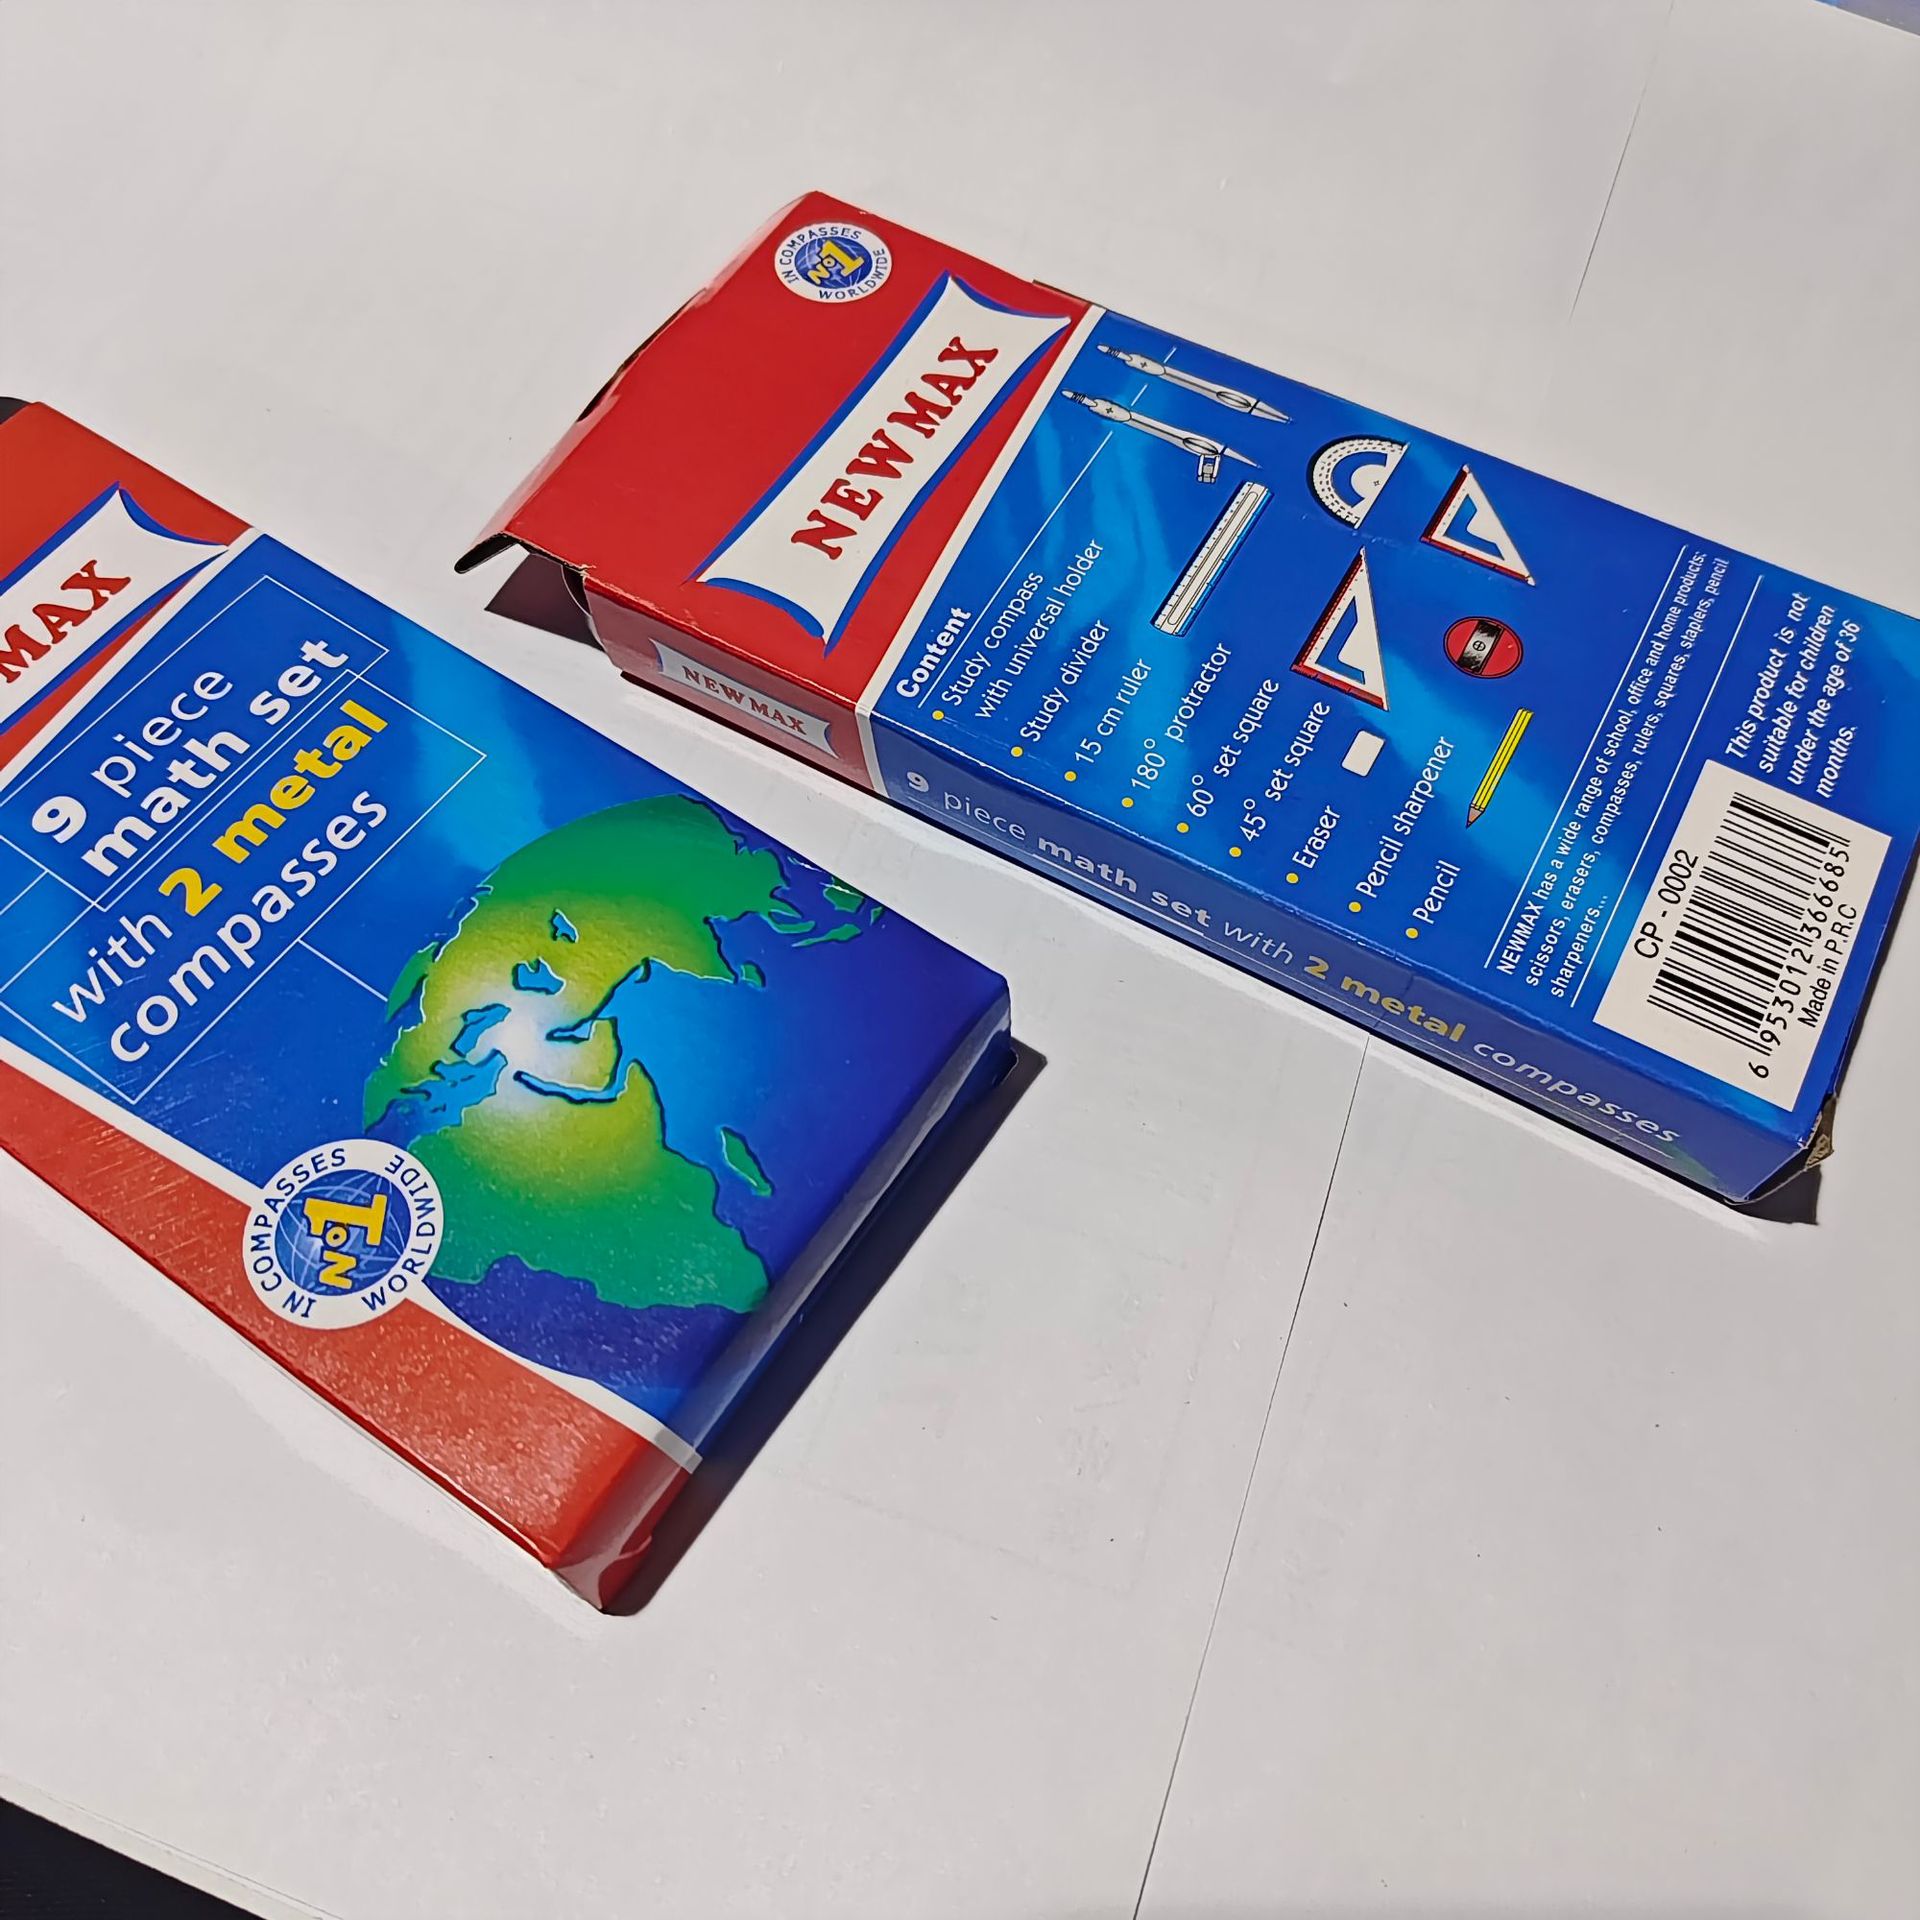 MAX
9 piece
math set
with 2 metal
compasses
IN COMPASSES
No1
WORLDWIDE
IN COMPASSES
No1
WORLDWIDE
NEWMAX
Content
• Study compass
with universal holder
• Study divider
• 15 cm ruler
• 180° protractor
• 60° set square
• 45° set square
• Eraser
• Pencil sharpener
• Pencil
NEWMAX has a wide range of school, office and home products:
scissors, erasers, compasses, rulers, squares, staplers, pencil
sharpeners...
This product is not
suitable for children
under the age of 36
months.
CP - 0002
6 953012 366685
Made in P.R.C
NEWMAX
9 piece math set with 2 metal compasses